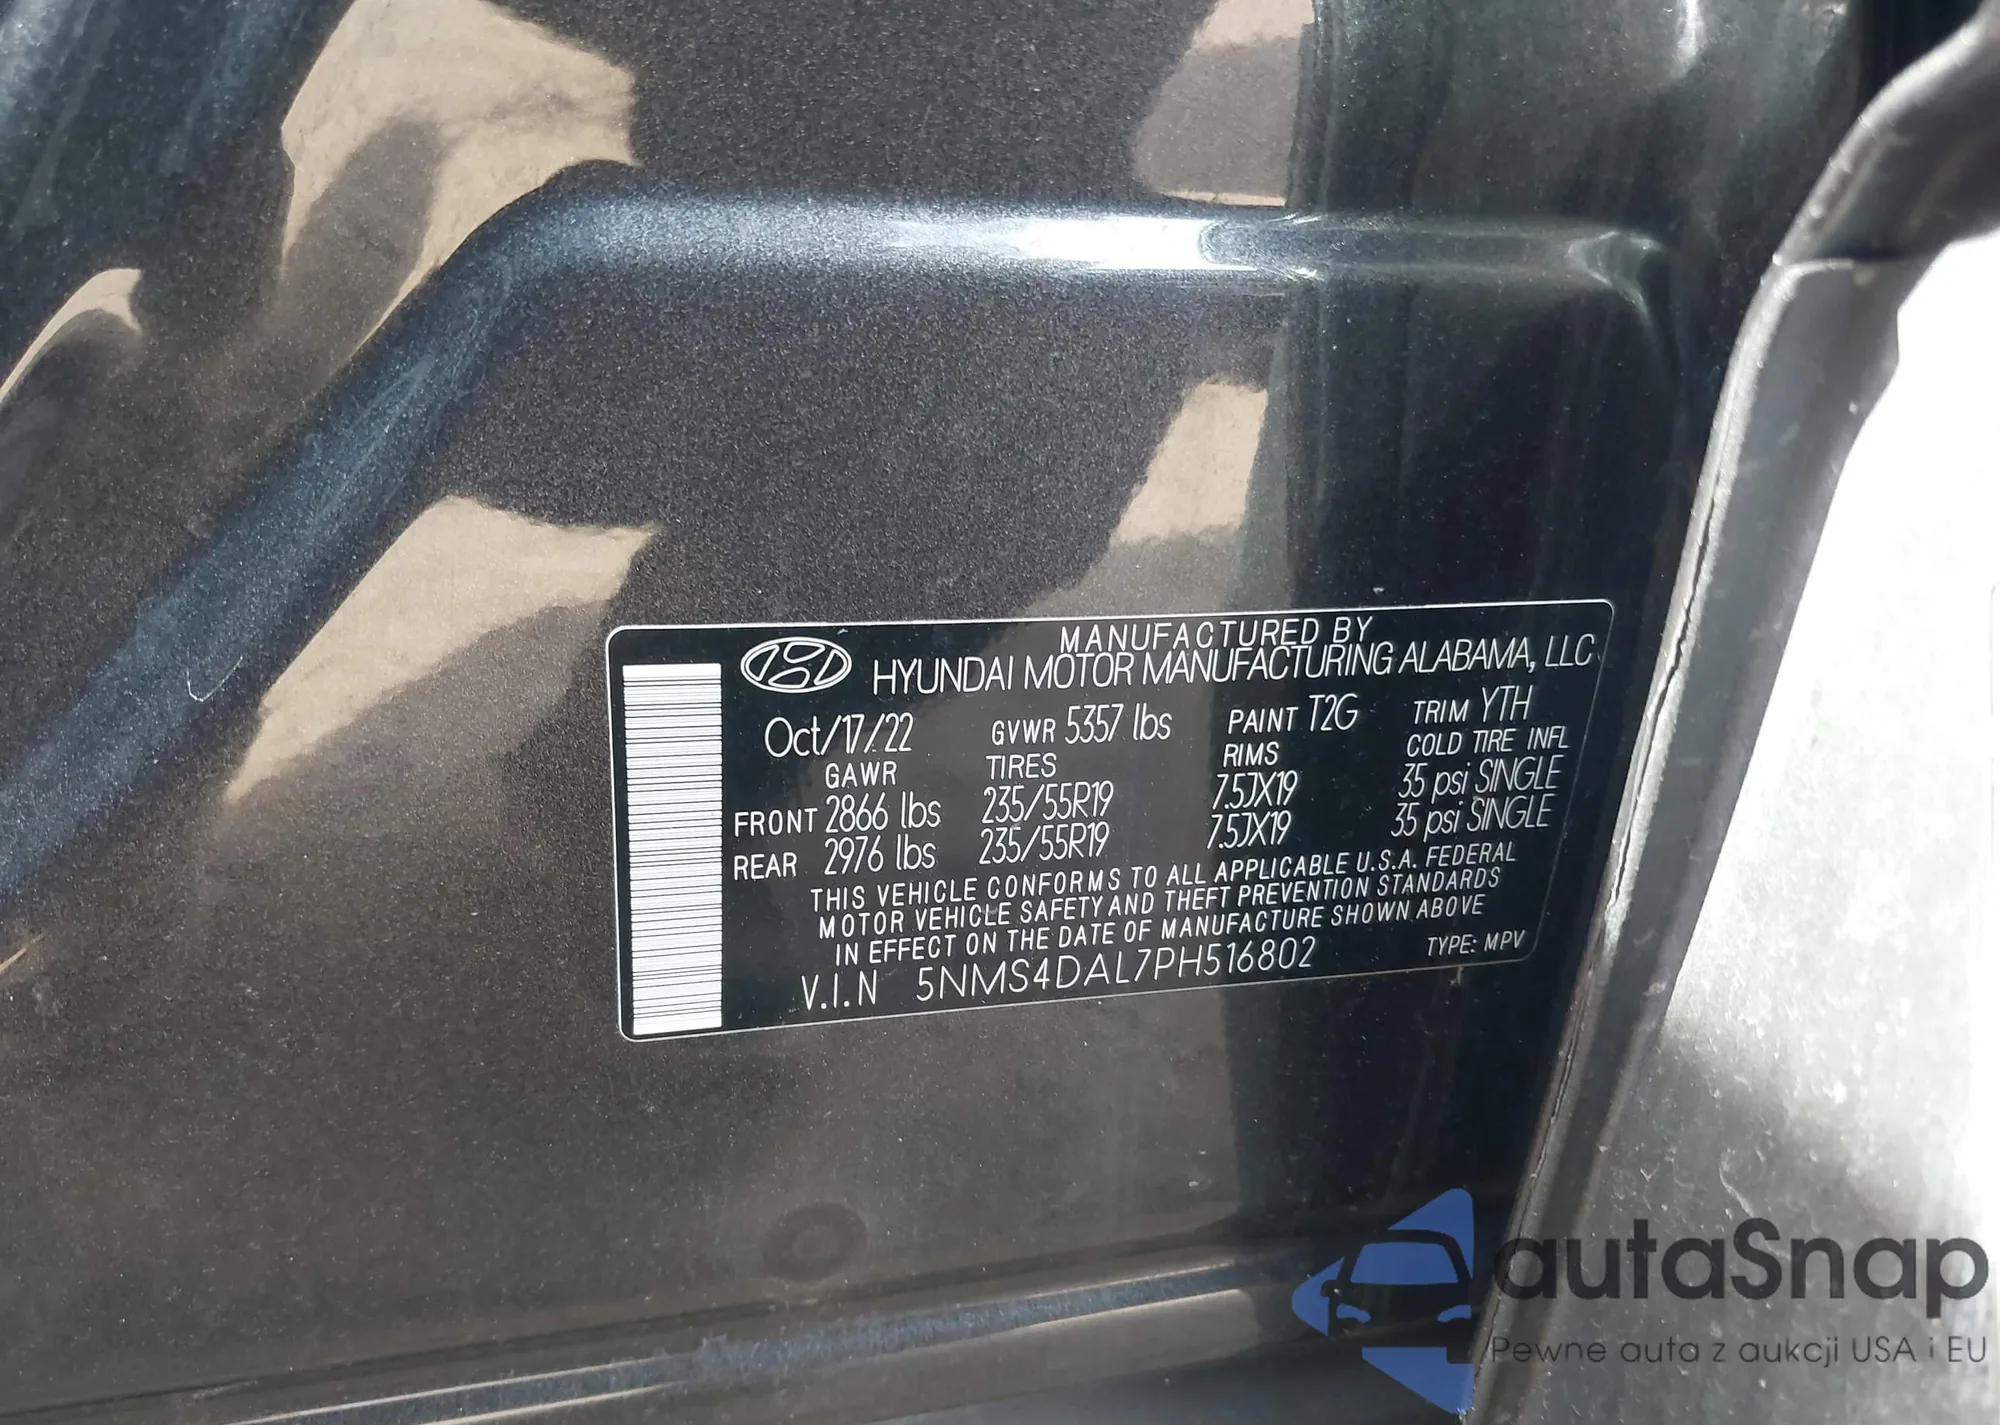 MANUFACTURED BY
HYUNDAI MOTOR MANUFACTURING ALABAMA, LLC
Oct/17/22 GVWR 5357 lbs PAINT T2G TRIM YTH
GAWR TIRES RIMS COLD TIRE INFL
FRONT 2866 lbs 235/55R19 7.5JX19 35 psi SINGLE
REAR 2976 lbs 235/55R19 7.5JX19 35 psi SINGLE
THIS VEHICLE CONFORMS TO ALL APPLICABLE U.S.A. FEDERAL
MOTOR VEHICLE SAFETY AND THEFT PREVENTION STANDARDS
IN EFFECT ON THE DATE OF MANUFACTURE SHOWN ABOVE
V.I.N 5NMS4DAL7PH516802 TYPE: MPV
autaSnap
Pewne auta z aukcji USA i EU